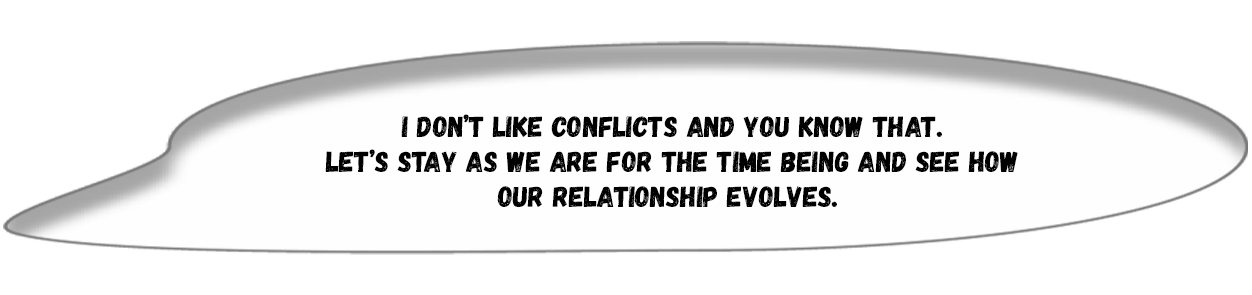 I DON'T LIKE CONFLICTS AND YOU KNOW THAT.
LET'S STAY AS WE ARE FOR THE TIME BEING AND SEE HOW
OUR RELATIONSHIP EVOLVES.